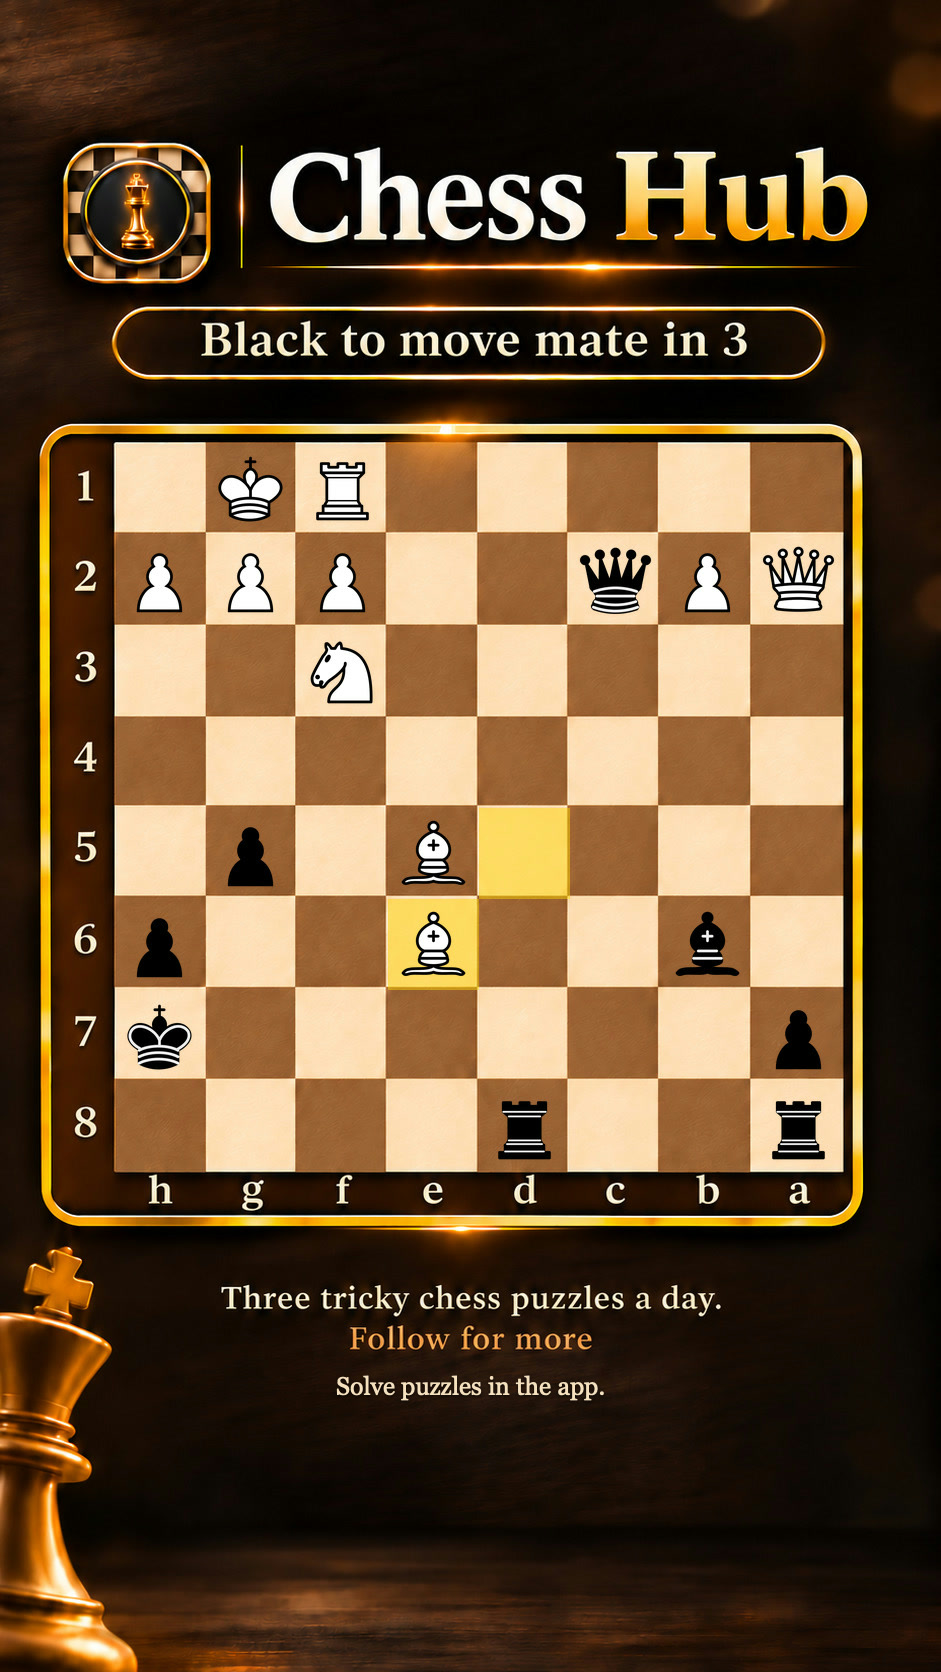 Chess Hub
Black to move mate in 3
1
2
3
4
5
6
7
8
h g f e d c b a
Three tricky chess puzzles a day.
Follow for more
Solve puzzles in the app.